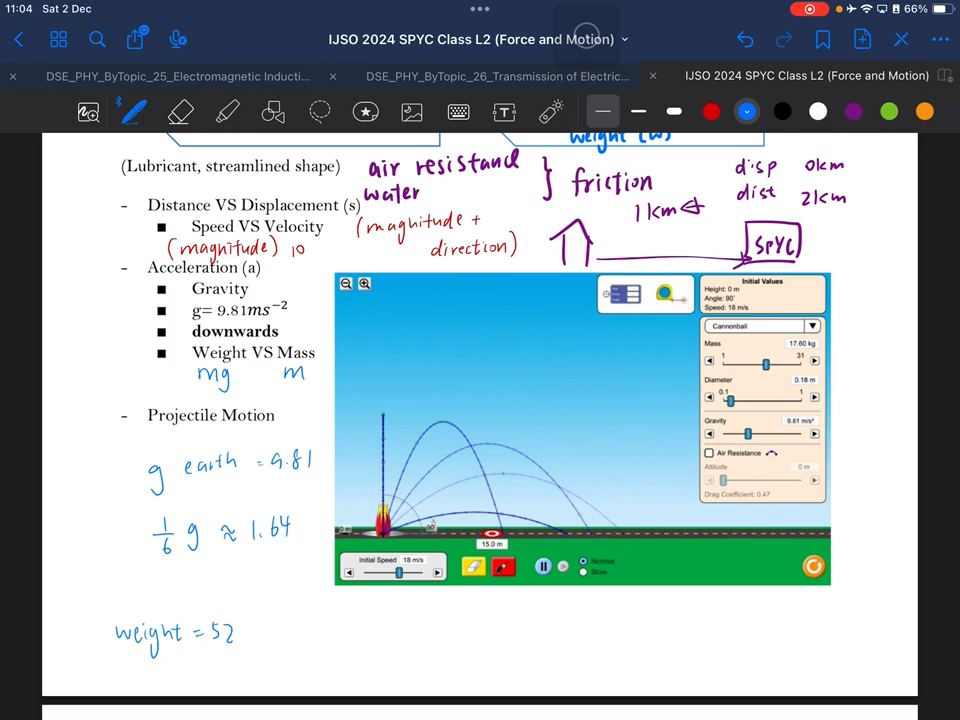 11:04 Sat 2 Dec
66%
IJSO 2024 SPYC Class L2 (Force and Motion)
DSE_PHY_ByTopic_25_Electromagnetic Inducti...
DSE_PHY_ByTopic_26_Transmission of Electric...
IJSO 2024 SPYC Class L2 (Force and Motion)
weight (W)
(Lubricant, streamlined shape)
air resistance
water
} friction
disp 0km
dist 2km
1km
- Distance VS Displacement (s)
■ Speed VS Velocity
(magnitude) 10
(magnitude +
direction)
SPYC
- Acceleration (a)
■ Gravity
■ g= 9.81ms⁻²
■ downwards
■ Weight VS Mass
mg m
- Projectile Motion
g earth = 9.81
1/6 g ≈ 1.64
weight = 52
Initial Values
Height: 0 m
Angle: 90°
Speed: 18 m/s
Cannonball
Mass
17.60 kg
1 31
Diameter
0.18 m
0.1 1
Gravity
9.81 m/s²
Air Resistance
Altitude
0 m
Drag Coefficient: 0.47
0 m
90°
15.0 m
Initial Speed 18 m/s
Normal
Slow